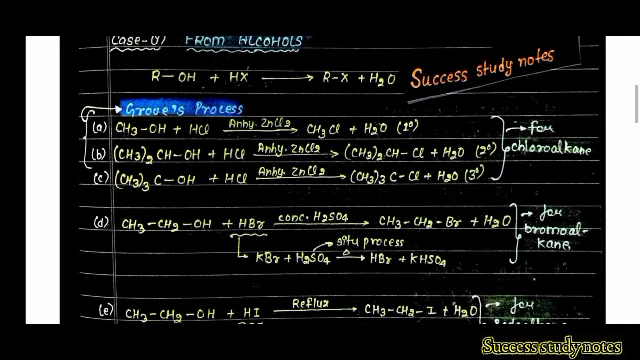 Case-(I) FROM ALCOHOLS
R-OH + HX → R-X + H2O
Success study notes
Grove's Process
(a) CH3-OH + HCl Anhy. ZnCl2 → CH3Cl + H2O (1°)
(b) (CH3)2 CH-OH + HCl Anhy. ZnCl2 → (CH3)2 CH-Cl + H2O (2°)
(c) (CH3)3 C-OH + HCl Anhy. ZnCl2 → (CH3)3 C-Cl + H2O (3°)
→ for chloroalkane
(d) CH3-CH2-OH + HBr conc. H2SO4 → CH3-CH2-Br + H2O
→ for bromoalkane
situ process
KBr + H2SO4 Δ → HBr + KHSO4
(e) CH3-CH2-OH + HI Reflux → CH3-CH2-I + H2O
→ for
Success study notes